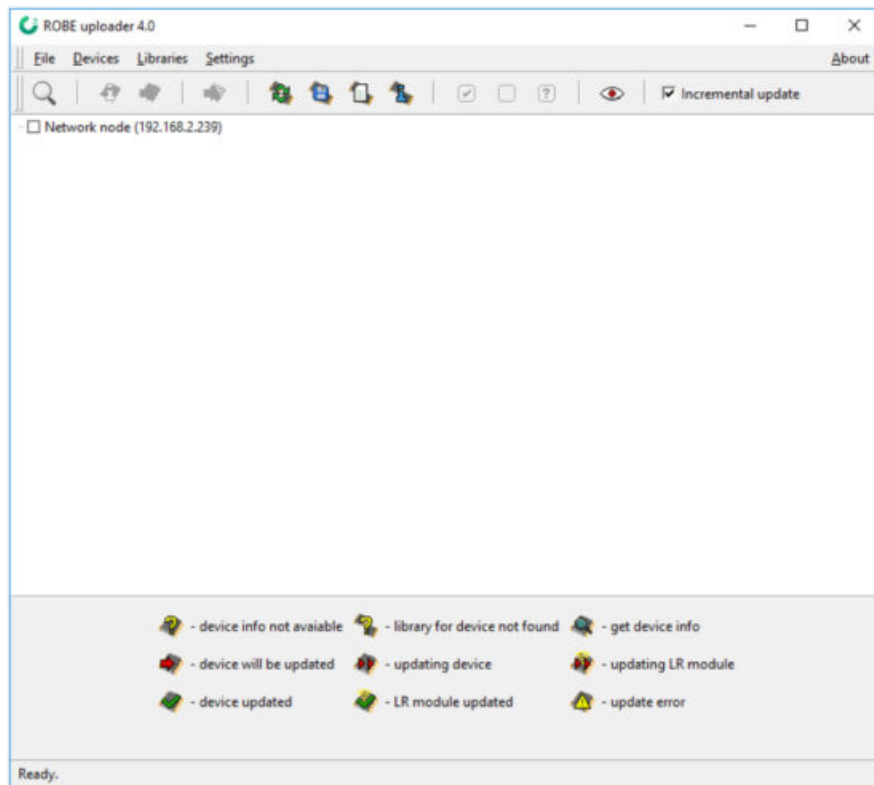 ROBE uploader 4.0
File Devices Libraries Settings About
Incremental update
Network node (192.168.2.239)
- device info not avaiable - library for device not found - get device info
- device will be updated - updating device - updating LR module
- device updated - LR module updated - update error
Ready.